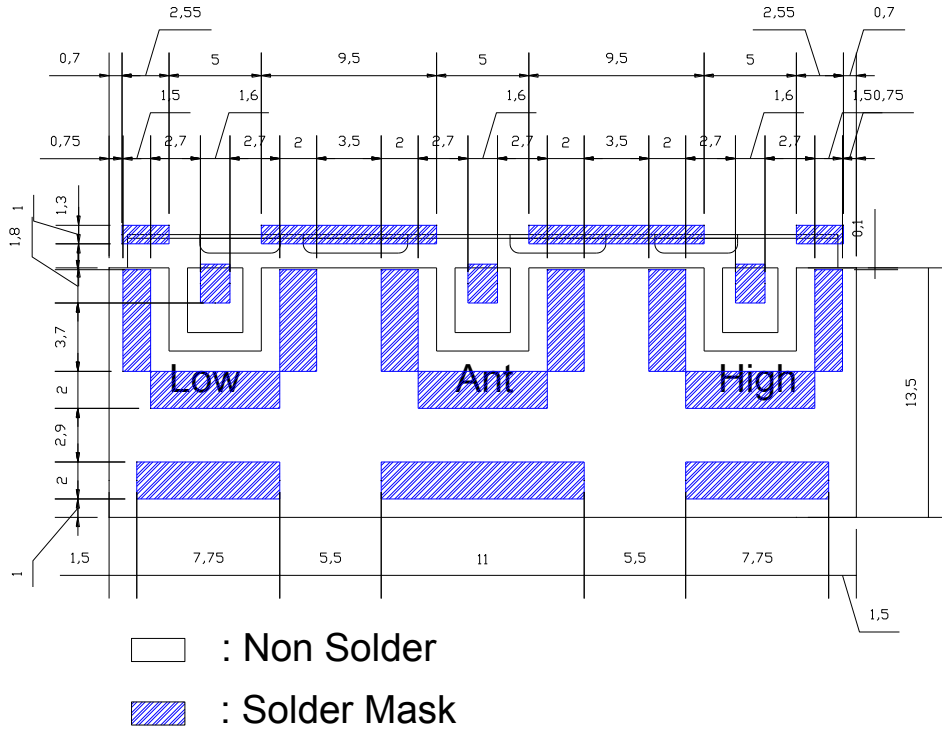 2,55 2,55 0,7
0,7 5 9,5 5 9,5 5
1,5 1,6 1,6 1,6 1,50,75
0,75 2,7 2,7 2 3,5 2 2,7 2,7 2 3,5 2 2,7 2,7
1
1,3
1,8
0,1
3,7
Low Ant High
2
13,5
2,9
2
1
1,5 7,75 5,5 11 5,5 7,75
1,5
: Non Solder
: Solder Mask